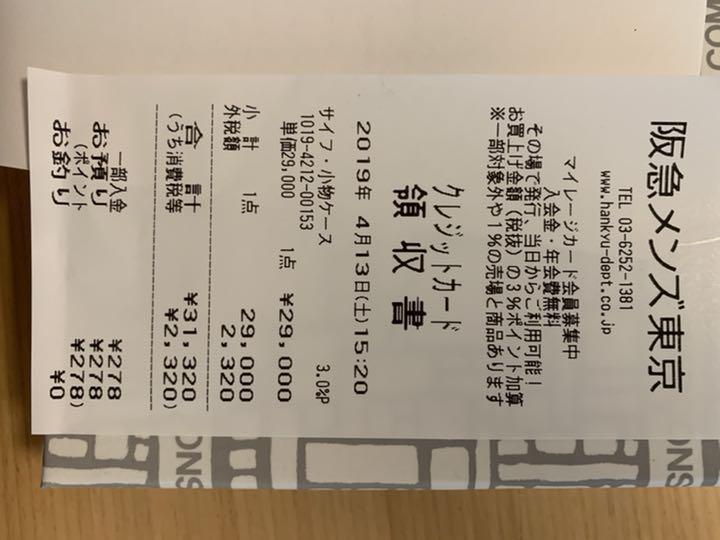 阪急メンズ東京
TEL 03-6252-1381
www.hankyu-dept.co.jp
マイレージカード会員募集中
入会金・年会費無料
その場で発行、当日からご利用可能！
お買上げ金額(税抜)の3％ポイント加算
※一部対象外や1％の売場と商品あります
クレジットカード
領収書
2019年 4月13日(土)15:20
3.0%P
サイフ・小物ケース
1019-4212-00153
単価29,000 1点 ¥29,000
小計 1点 29,000
外税額 2,320
合計 ¥31,320
(うち消費税等 ¥2,320)
一部入金 ¥278
お預り ¥278
(ポイント ¥278)
お釣り ¥0
COM
ONS
NS